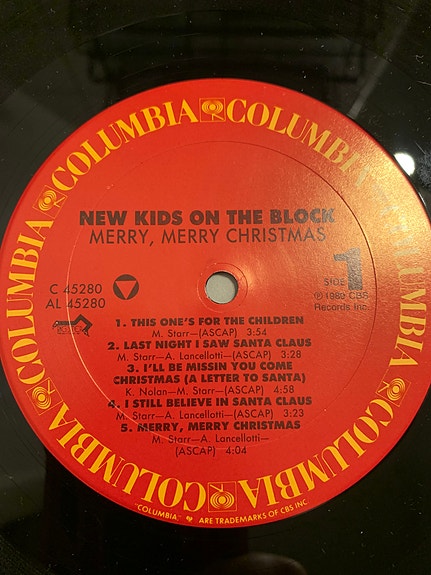 COLUMBIA COLUMBIA COLUMBIA COLUMBIA COLUMBIA COLUMBIA COLUMBIA COLUMBIA
NEW KIDS ON THE BLOCK
MERRY, MERRY CHRISTMAS
C 45280
AL 45280
SIDE 1
℗ 1989 CBS
Records Inc.
1. THIS ONE'S FOR THE CHILDREN
M. Starr—(ASCAP) 3:54
2. LAST NIGHT I SAW SANTA CLAUS
M. Starr—A. Lancellotti—(ASCAP) 3:28
3. I'LL BE MISSIN YOU COME
CHRISTMAS (A LETTER TO SANTA)
K. Nolan—M. Starr—(ASCAP) 4:58
4. I STILL BELIEVE IN SANTA CLAUS
M. Starr—A. Lancellotti—(ASCAP) 3:23
5. MERRY, MERRY CHRISTMAS
M. Starr—A. Lancellotti—
(ASCAP) 4:04
"COLUMBIA," ARE TRADEMARKS OF CBS INC.